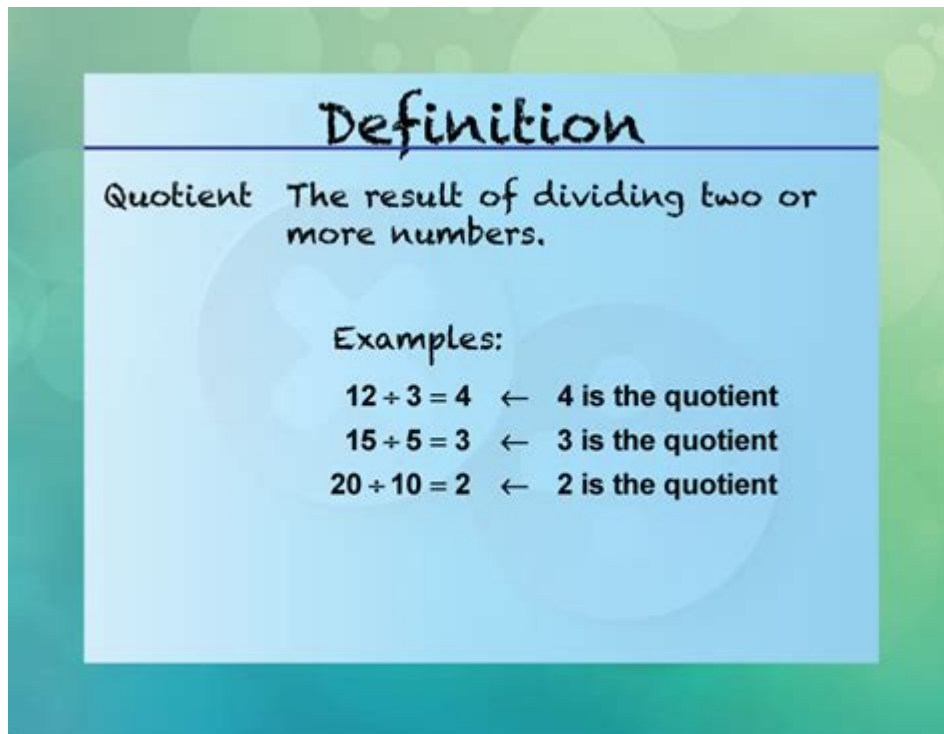 Definition
Quotient The result of dividing two or
more numbers.
Examples:
12 ÷ 3 = 4 ← 4 is the quotient
15 ÷ 5 = 3 ← 3 is the quotient
20 ÷ 10 = 2 ← 2 is the quotient